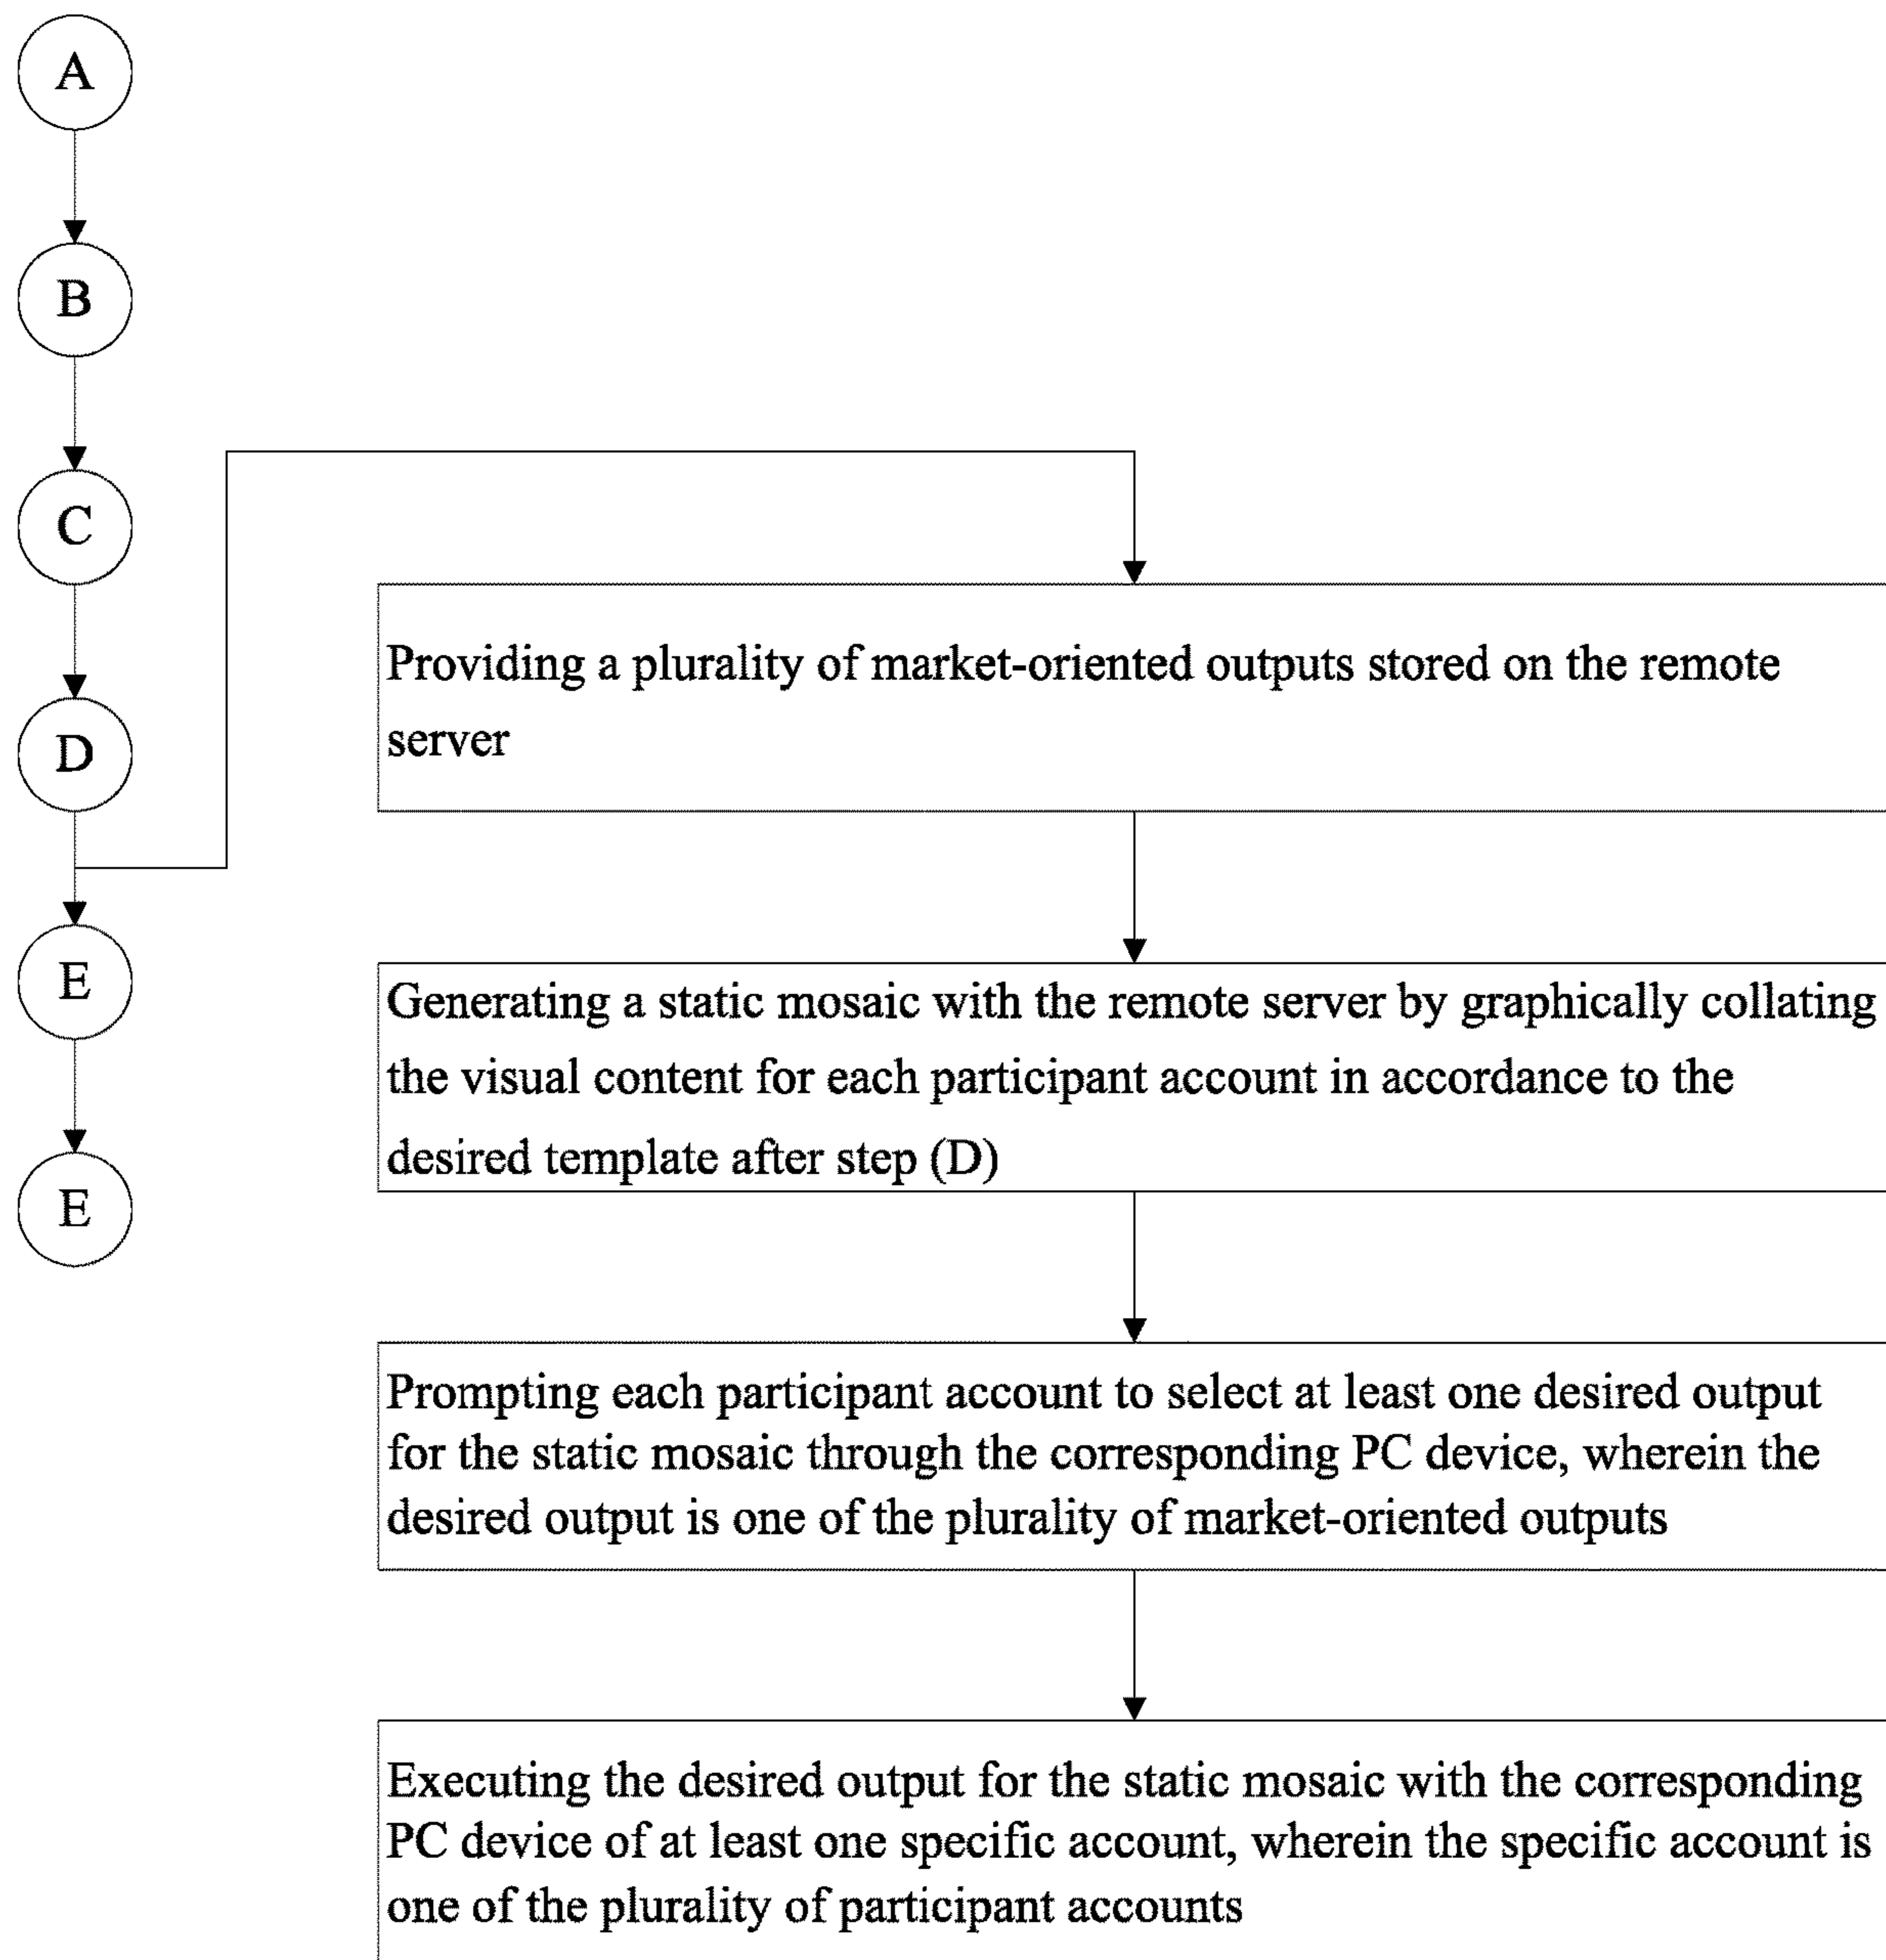 A
B
C
D
E
E
Providing a plurality of market-oriented outputs stored on the remote
server
Generating a static mosaic with the remote server by graphically collating
the visual content for each participant account in accordance to the
desired template after step (D)
Prompting each participant account to select at least one desired output
for the static mosaic through the corresponding PC device, wherein the
desired output is one of the plurality of market-oriented outputs
Executing the desired output for the static mosaic with the corresponding
PC device of at least one specific account, wherein the specific account is
one of the plurality of participant accounts